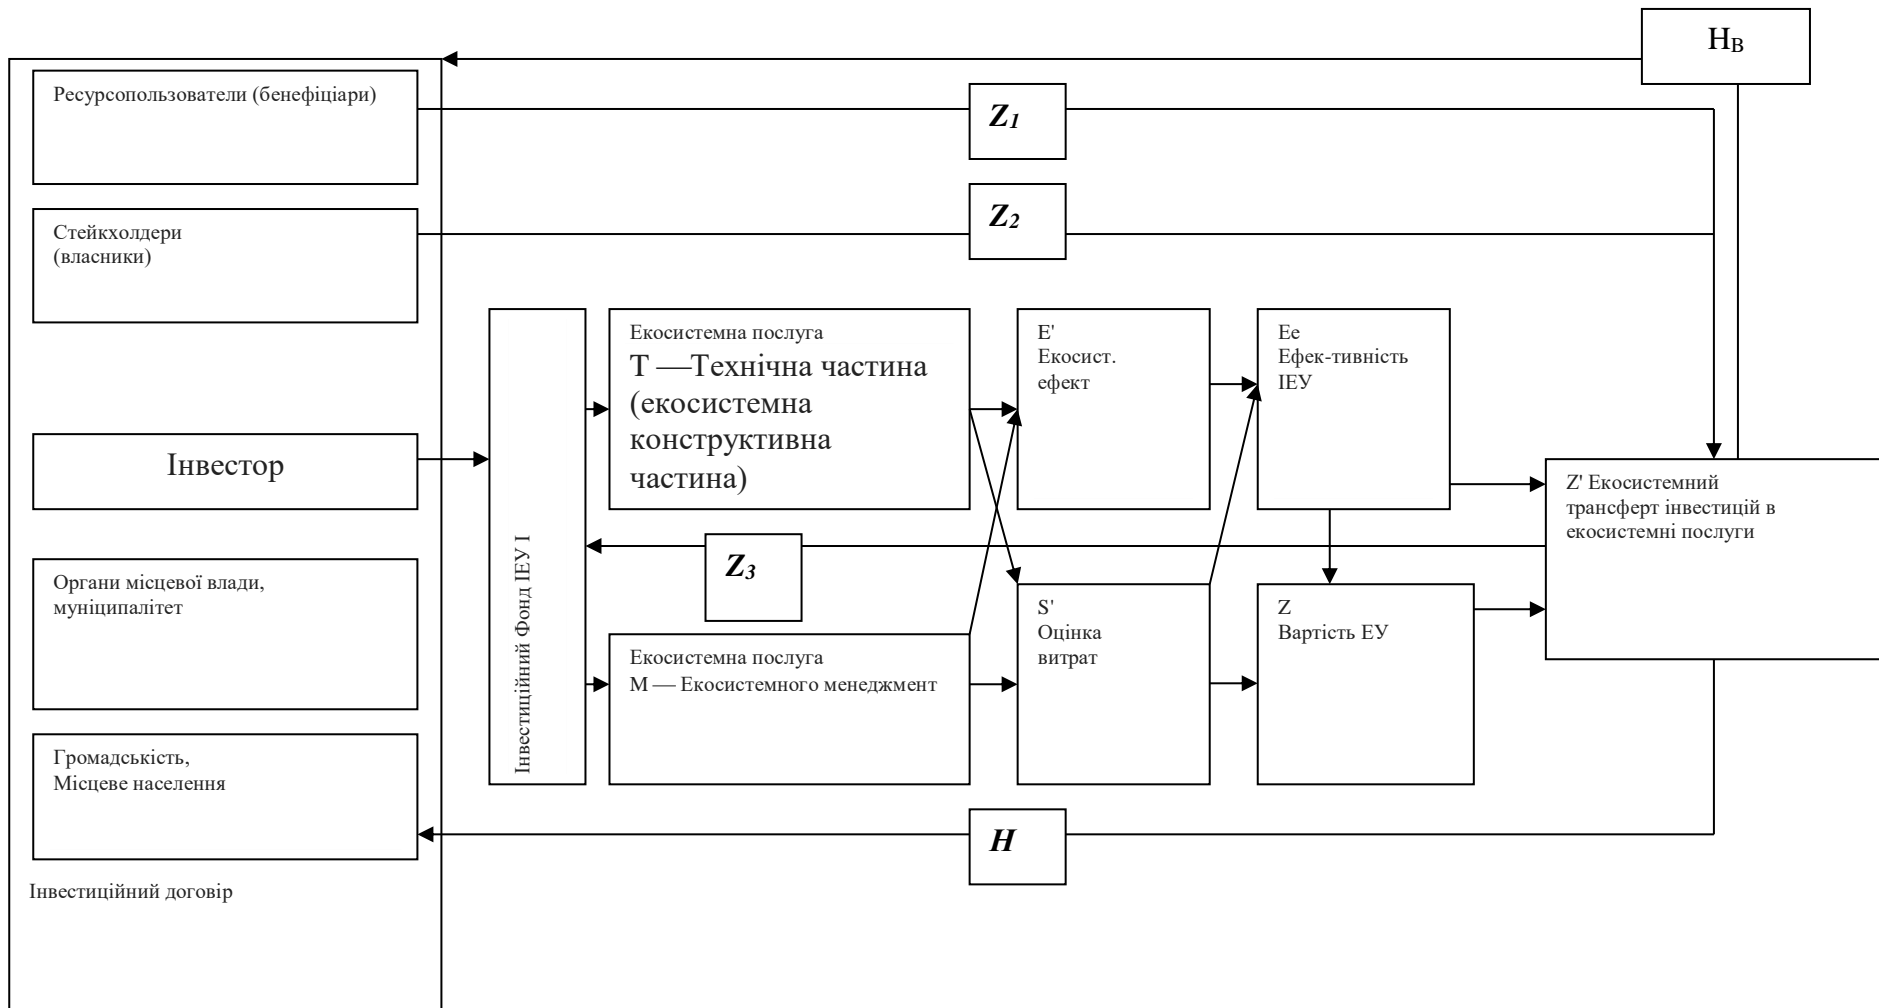 Нв
Ресурсопользователи (бенефіціари)
Z1
Стейкхолдери
(власники)
Z2
Інвестор
Органи місцевої влади,
муніципалітет
Громадськість,
Місцеве населення
Інвестиційний договір
Інвестиційний Фонд ІЕУ І
Екосистемна послуга
Т —Технічна частина
(екосистемна
конструктивна
частина)
Z3
Екосистемна послуга
М — Екосистемного менеджмент
Е'
Екосист.
ефект
S'
Оцінка
витрат
Ее
Ефек-тивність
ІЕУ
Z
Вартість ЕУ
Z' Екосистемний
трансферт інвестицій в
екосистемні послуги
Н